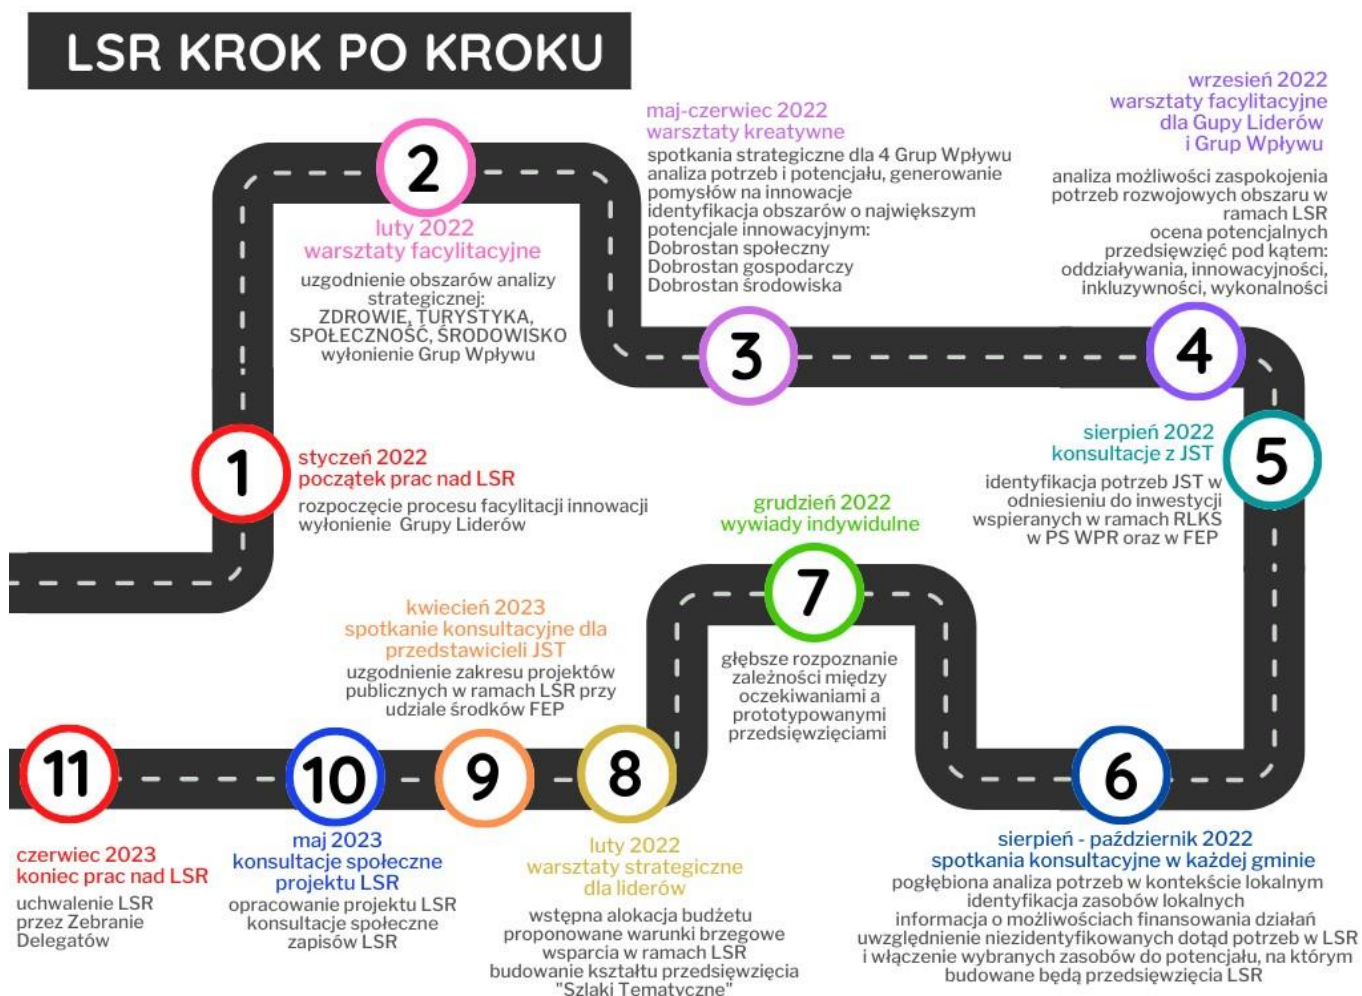 LSR KROK PO KROKU
1
styczeń 2022
początek prac nad LSR
rozpoczęcie procesu facylitacji innowacji
wyłonienie Grupy Liderów
2
luty 2022
warsztaty facylitacyjne
uzgodnienie obszarów analizy
strategicznej:
ZDROWIE, TURYSTYKA,
SPOŁECZNOŚĆ, ŚRODOWISKO
wyłonienie Grup Wpływu
maj-czerwiec 2022
warsztaty kreatywne
spotkania strategiczne dla 4 Grup Wpływu
analiza potrzeb i potencjału, generowanie
pomysłów na innowacje
identyfikacja obszarów o największym
potencjale innowacyjnym:
Dobrostan społeczny
Dobrostan gospodarczy
Dobrostan środowiska
3
wrzesień 2022
warsztaty facylitacyjne
dla Gupy Liderów
i Grup Wpływu
analiza możliwości zaspokojenia
potrzeb rozwojowych obszaru w
ramach LSR
ocena potencjalnych
przedsięwzięć pod kątem:
oddziaływania, innowacyjności,
inkluzywności, wykonalności
4
sierpień 2022
konsultacje z JST
5
identyfikacja potrzeb JST w
odniesieniu do inwestycji
wspieranych w ramach RLKS
w PS WPR oraz w FEP
6
sierpień - październik 2022
spotkania konsultacyjne w każdej gminie
pogłębiona analiza potrzeb w kontekście lokalnym
identyfikacja zasobów lokalnych
informacja o możliwościach finansowania działań
uwzględnienie niezidentyfikowanych dotąd potrzeb w LSR
i włączenie wybranych zasobów do potencjału, na którym
budowane będą przedsięwzięcia LSR
grudzień 2022
wywiady indywidulne
7
głębsze rozpoznanie
zależności między
oczekiwaniami a
prototypowanymi
przedsięwzięciami
8
luty 2022
warsztaty strategiczne
dla liderów
wstępna alokacja budżetu
proponowane warunki brzegowe
wsparcia w ramach LSR
budowanie kształtu przedsięwzięcia
"Szlaki Tematyczne"
kwiecień 2023
spotkanie konsultacyjne dla
przedstawicieli JST
uzgodnienie zakresu projektów
publicznych w ramach LSR przy
udziale środków FEP
9
10
maj 2023
konsultacje społeczne
projektu LSR
opracowanie projektu LSR
konsultacje społeczne
zapisów LSR
11
czerwiec 2023
koniec prac nad LSR
uchwalenie LSR
przez Zebranie
Delegatów